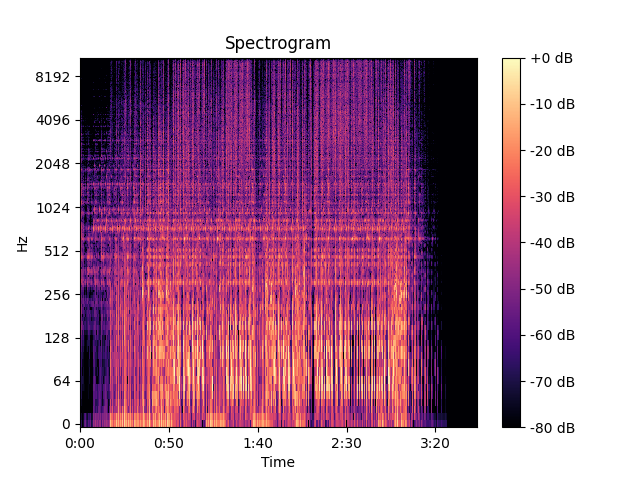 Spectrogram
8192
4096
2048
1024
512
256
128
64
0
Hz
0:00 0:50 1:40 2:30 3:20
Time
+0 dB
-10 dB
-20 dB
-30 dB
-40 dB
-50 dB
-60 dB
-70 dB
-80 dB